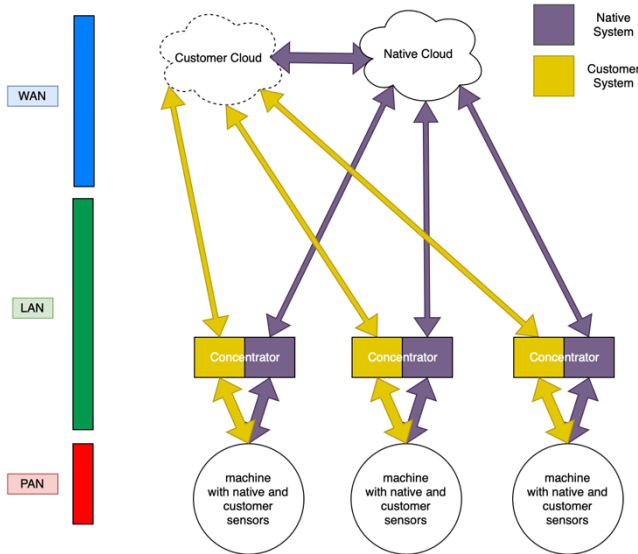 Native
System
Customer
System
Customer Cloud
Native Cloud
WAN
LAN
Concentrator
Concentrator
Concentrator
PAN
machine
with native and
customer
sensors
machine
with native and
customer
sensors
machine
with native and
customer
sensors